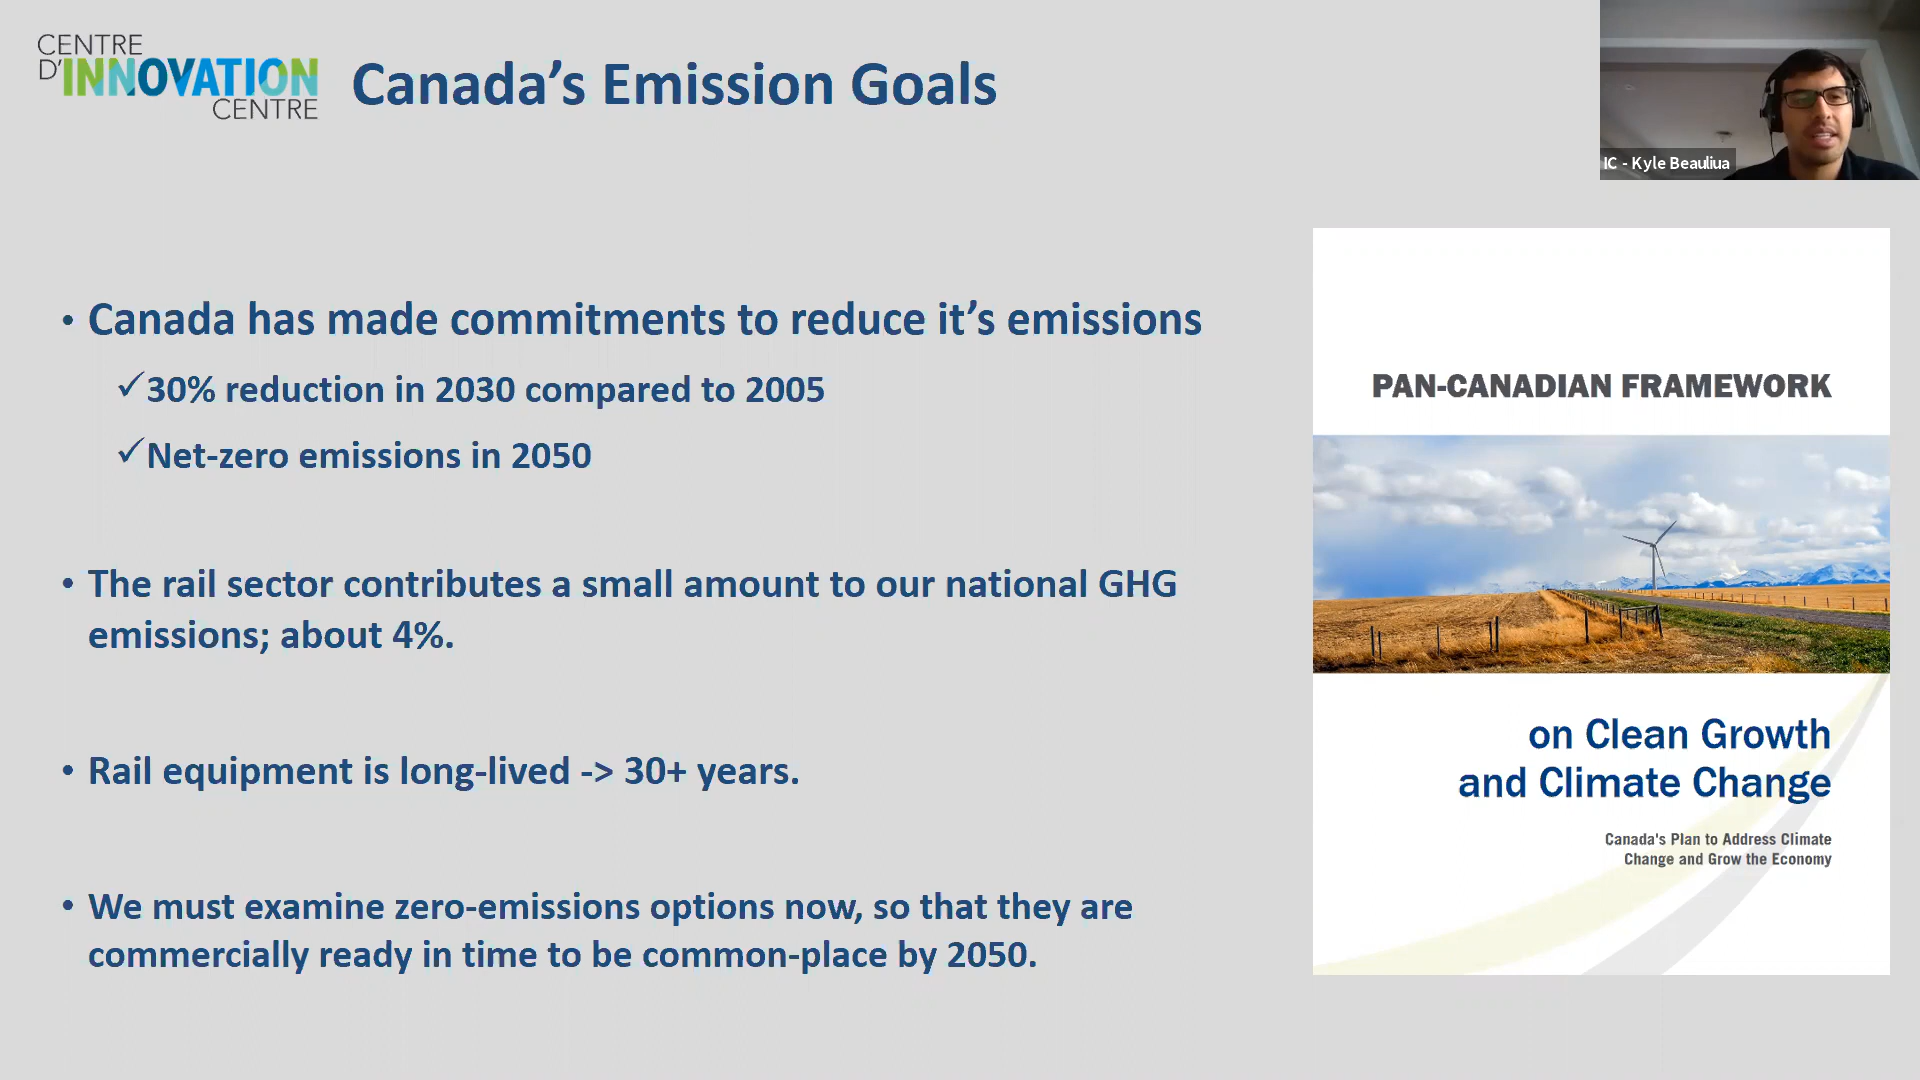 CENTRE
D'INNOVATION
CENTRE
Canada’s Emission Goals
IC - Kyle Beauliua
• Canada has made commitments to reduce it’s emissions
✓30% reduction in 2030 compared to 2005
✓Net-zero emissions in 2050
• The rail sector contributes a small amount to our national GHG
emissions; about 4%.
• Rail equipment is long-lived -> 30+ years.
• We must examine zero-emissions options now, so that they are
commercially ready in time to be common-place by 2050.
PAN-CANADIAN FRAMEWORK
on Clean Growth
and Climate Change
Canada's Plan to Address Climate
Change and Grow the Economy